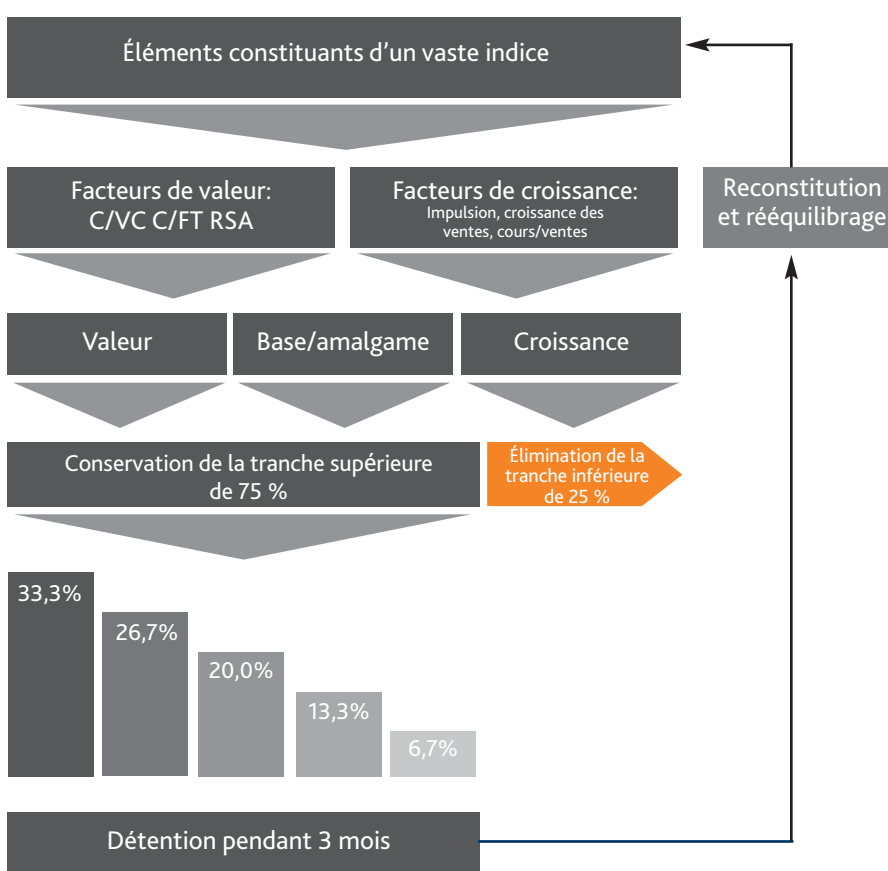 Éléments constituants d’un vaste indice
Facteurs de valeur:
C/VC C/FT RSA
Facteurs de croissance:
Impulsion, croissance des
ventes, cours/ventes
Reconstitution
et rééquilibrage
Valeur
Base/amalgame
Croissance
Conservation de la tranche supérieure
de 75 %
Élimination de la
tranche inférieure
de 25 %
33,3%
26,7%
20,0%
13,3%
6,7%
Détention pendant 3 mois